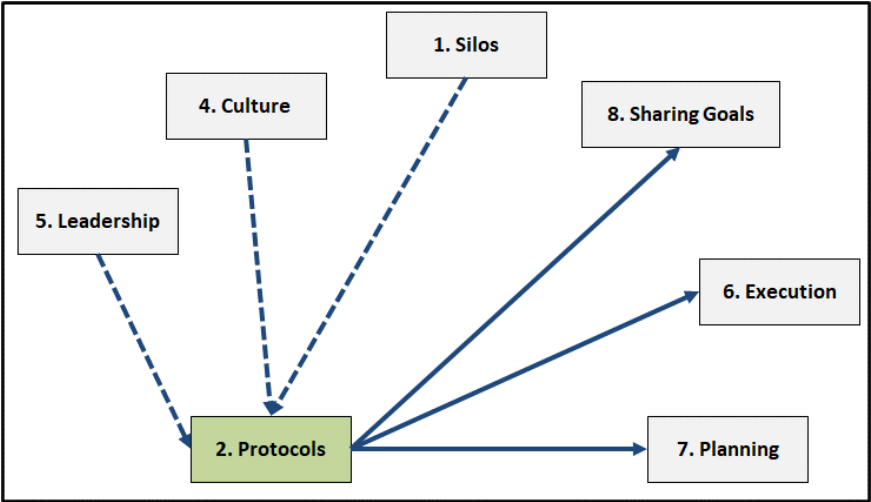 1. Silos
4. Culture
8. Sharing Goals
5. Leadership
6. Execution
2. Protocols
7. Planning